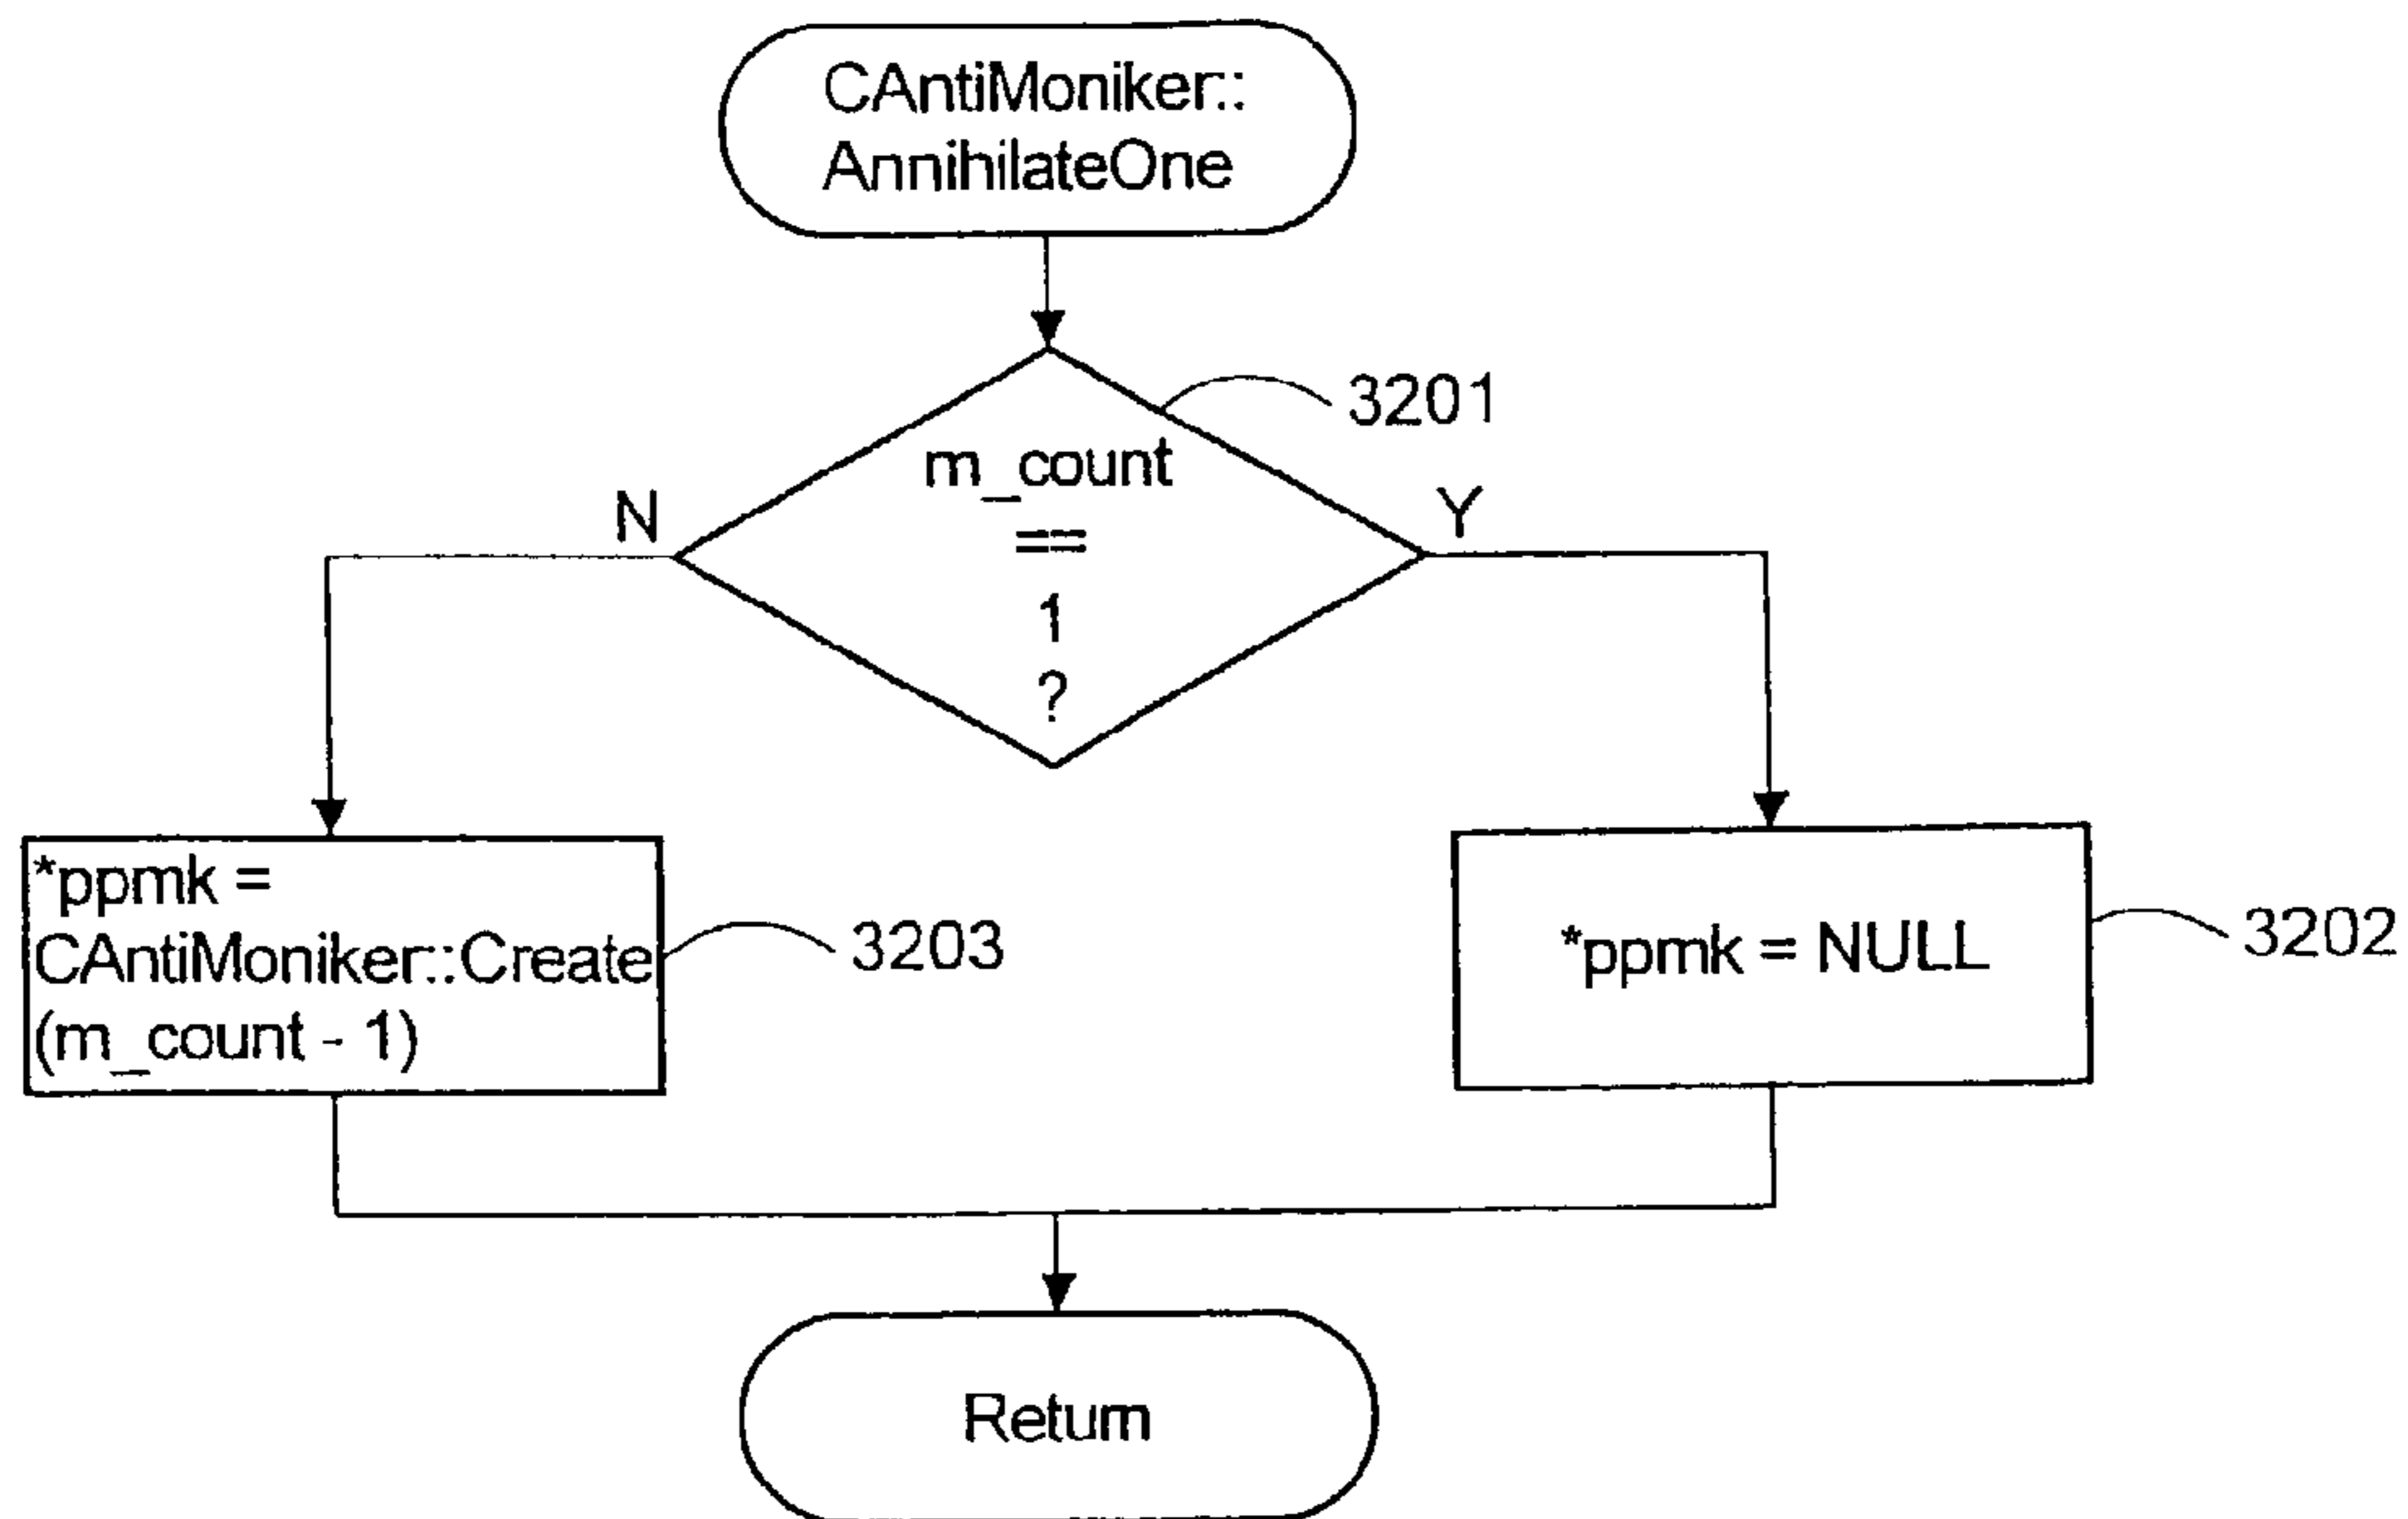 CAntiMoniker::
AnnihilateOne
3201
m_count
==
1
?
N
Y
*ppmk =
CAntiMoniker::Create
(m_count - 1)
3203
*ppmk = NULL
3202
Return